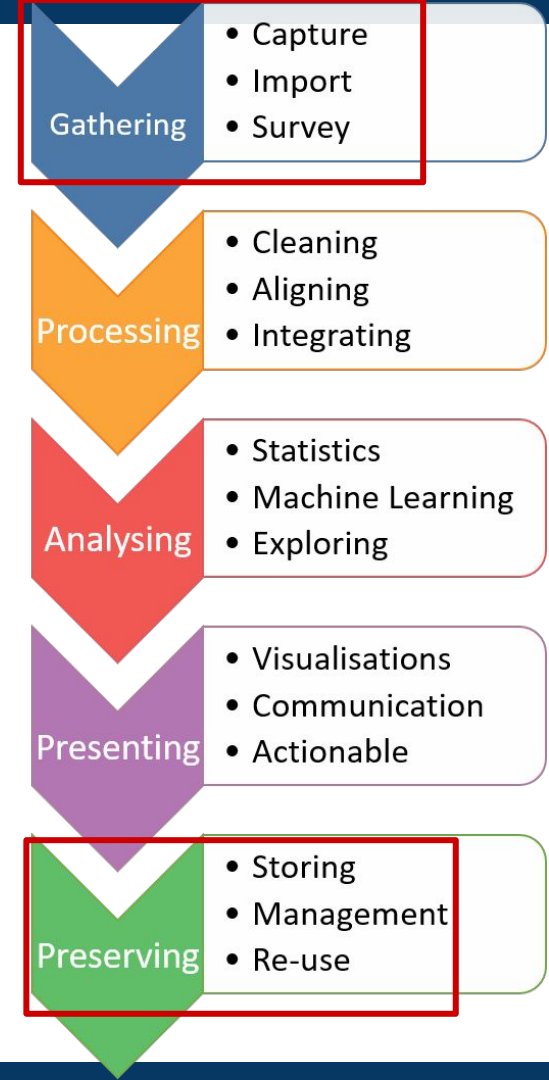 Gathering
• Capture
• Import
• Survey
Processing
• Cleaning
• Aligning
• Integrating
Analysing
• Statistics
• Machine Learning
• Exploring
Presenting
• Visualisations
• Communication
• Actionable
Preserving
• Storing
• Management
• Re-use